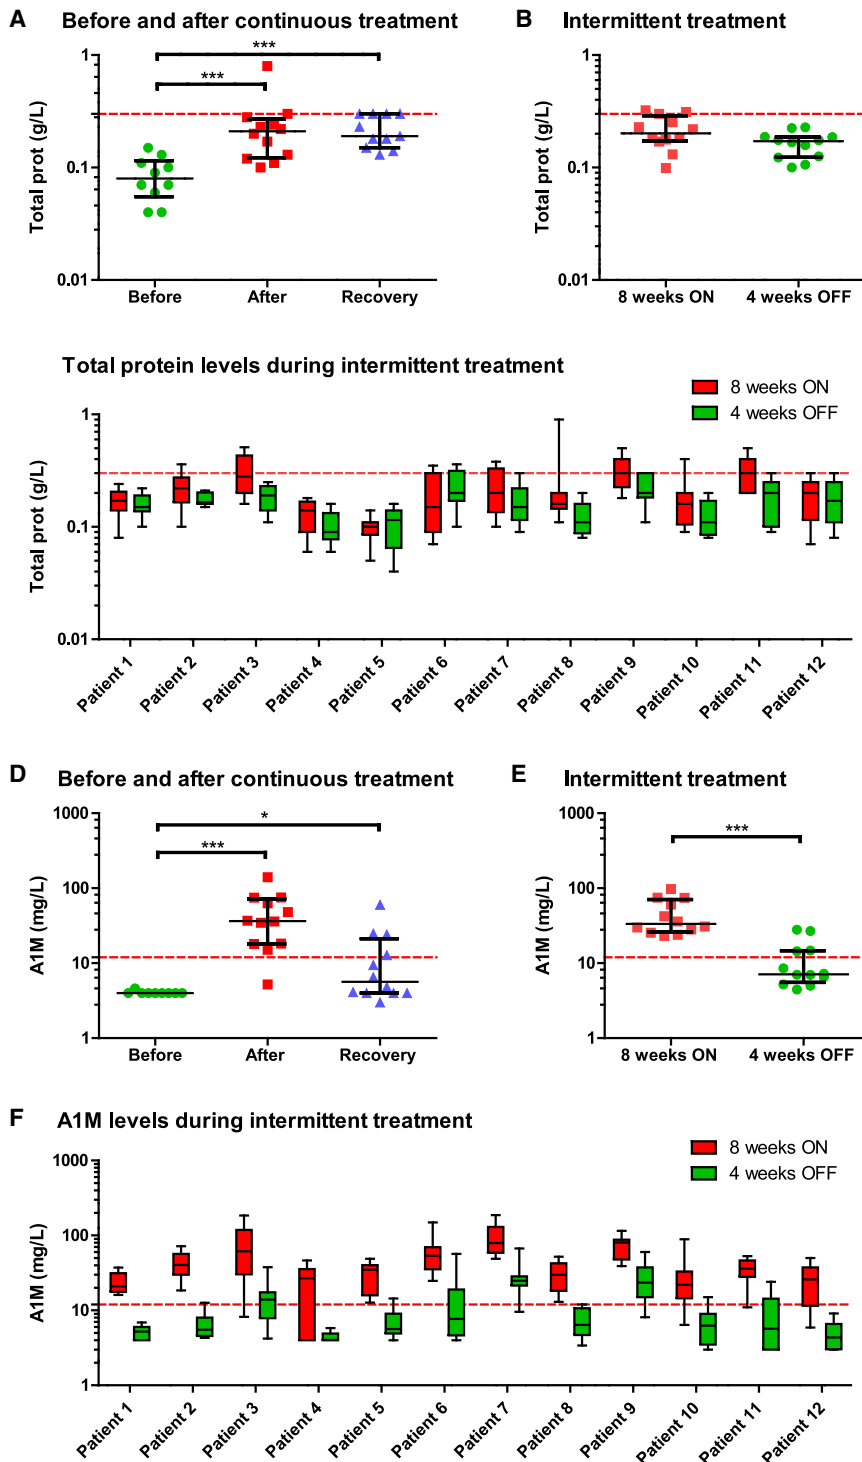 A Before and after continuous treatment
B Intermittent treatment
***
***
Total prot (g/L)
1
0.1
0.01
Before After Recovery
Total prot (g/L)
1
0.1
0.01
8 weeks ON 4 weeks OFF
Total protein levels during intermittent treatment
8 weeks ON
4 weeks OFF
Total prot (g/L)
1
0.1
0.01
Patient 1 Patient 2 Patient 3 Patient 4 Patient 5 Patient 6 Patient 7 Patient 8 Patient 9 Patient 10 Patient 11 Patient 12
D Before and after continuous treatment
E Intermittent treatment
*
***
A1M (mg/L)
1000
100
10
1
Before After Recovery
***
A1M (mg/L)
1000
100
10
1
8 weeks ON 4 weeks OFF
F A1M levels during intermittent treatment
8 weeks ON
4 weeks OFF
A1M (mg/L)
1000
100
10
1
Patient 1 Patient 2 Patient 3 Patient 4 Patient 5 Patient 6 Patient 7 Patient 8 Patient 9 Patient 10 Patient 11 Patient 12